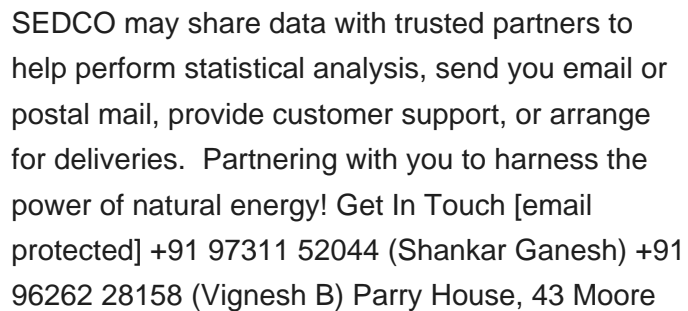 SEDCO may share data with trusted partners to
help perform statistical analysis, send you email or
postal mail, provide customer support, or arrange
for deliveries.  Partnering with you to harness the
power of natural energy! Get In Touch [email
protected] +91 97311 52044 (Shankar Ganesh) +91
96262 28158 (Vignesh B) Parry House, 43 Moore